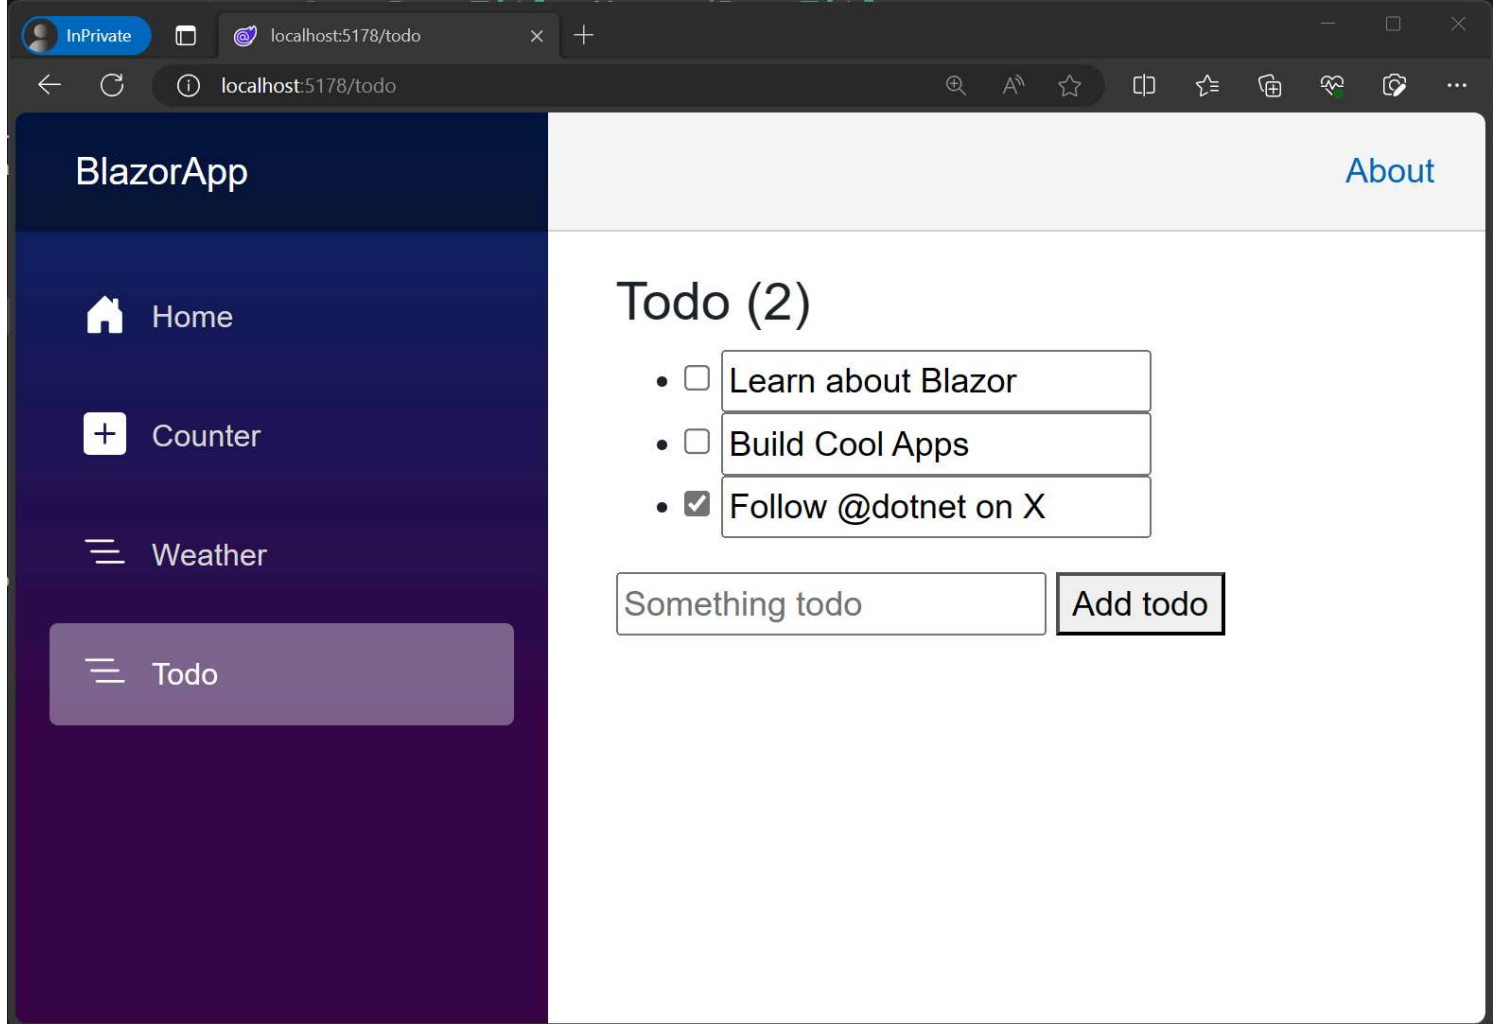 InPrivate
localhost:5178/todo
localhost:5178/todo
BlazorApp
About
Home
Counter
Weather
Todo
Todo (2)
Learn about Blazor
Build Cool Apps
Follow @dotnet on X
Something todo
Add todo